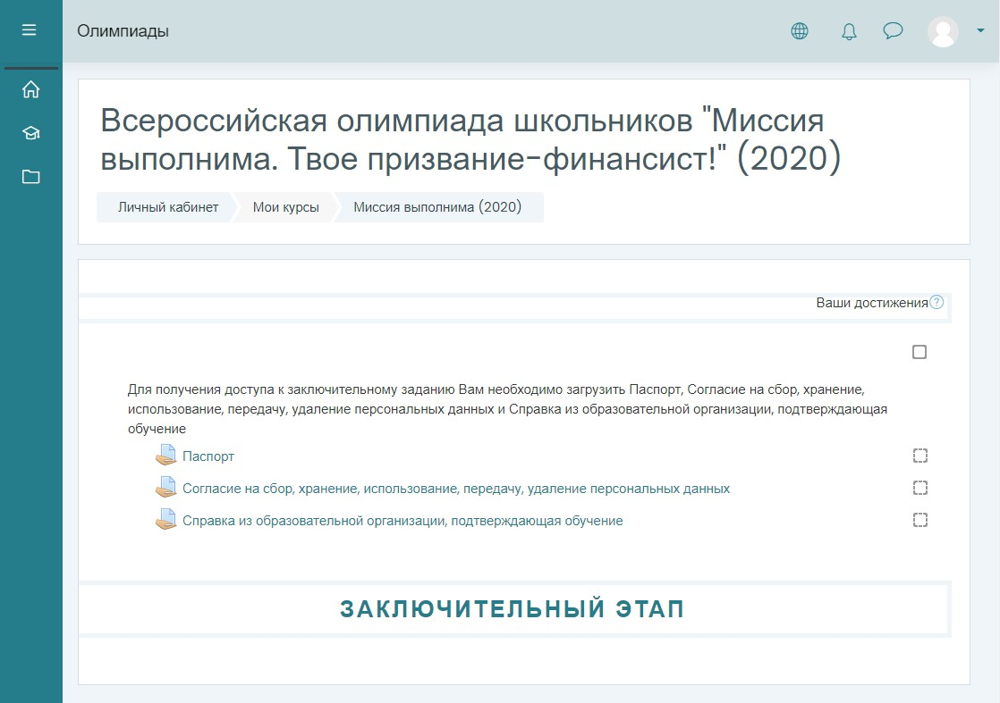 Олимпиады
Всероссийская олимпиада школьников "Миссия
выполнима. Твое призвание-финансист!" (2020)
Личный кабинет
Мои курсы
Миссия выполнима (2020)
Ваши достижения
Для получения доступа к заключительному заданию Вам необходимо загрузить Паспорт, Согласие на сбор, хранение,
использование, передачу, удаление персональных данных и Справка из образовательной организации, подтверждающая
обучение
Паспорт
Согласие на сбор, хранение, использование, передачу, удаление персональных данных
Справка из образовательной организации, подтверждающая обучение
ЗАКЛЮЧИТЕЛЬНЫЙ ЭТАП